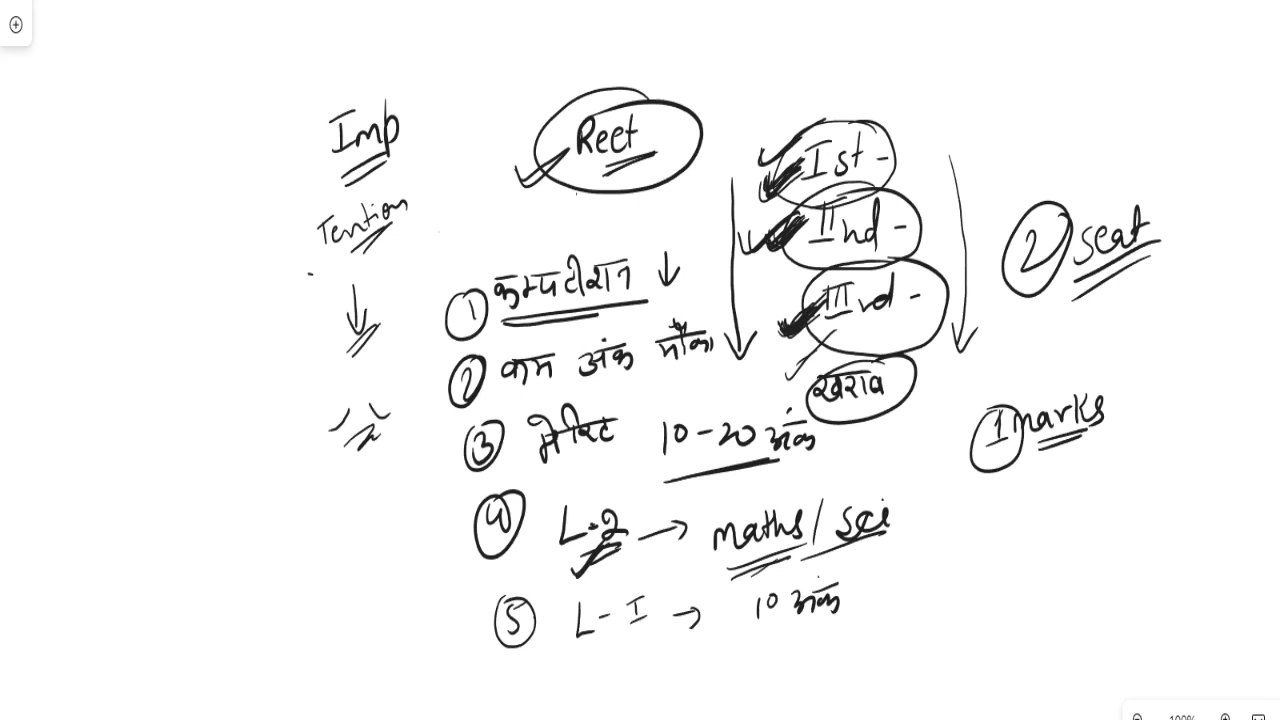 Imp
Reet
Tention
Ist -
IInd -
IIIrd -
खराब
2 seat
1 marks
① कम्पटीशन ↓
② कम अंक मौका
③ मेरिट 10-20 अंक
④ L-2 → maths / sci
⑤ L-I → 10 अंक
100%